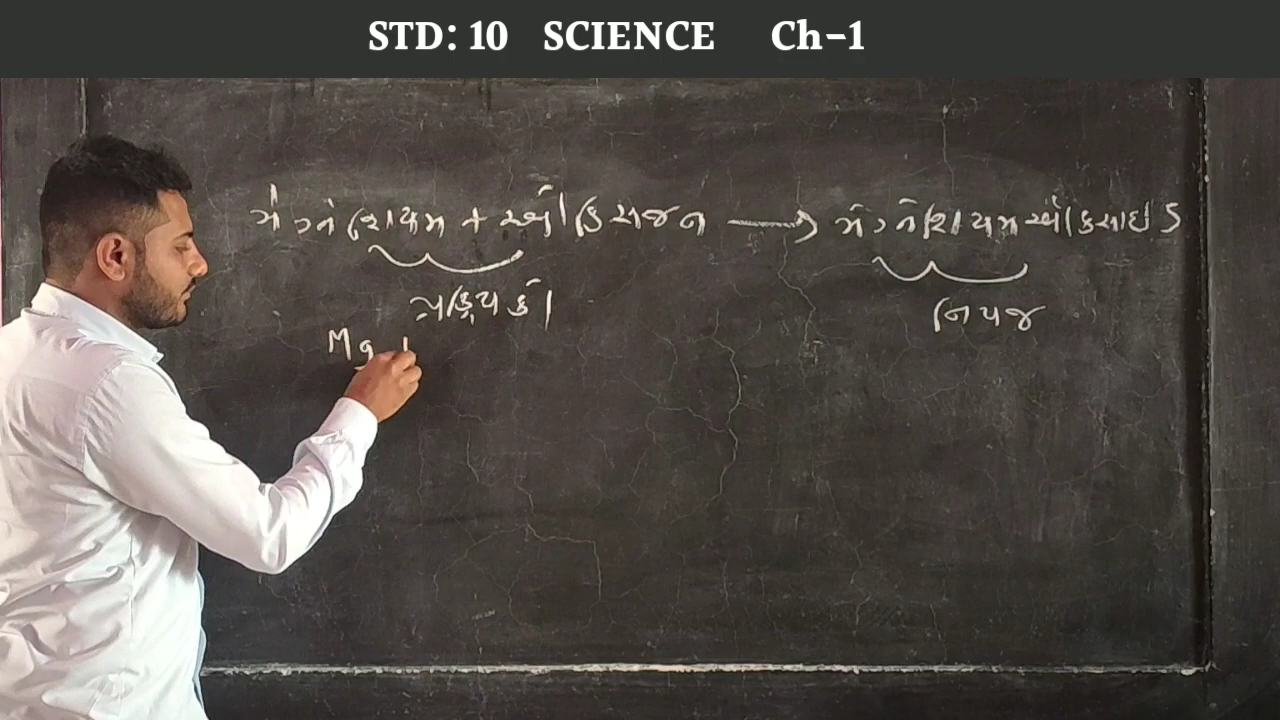 STD: 10 SCIENCE Ch-1
મેગ્નેશિયમ + ઑક્સિજન → મૅગ્નેશિયમ ઑક્સાઇડ
પ્રક્રિયકો નિપજ
Mg +